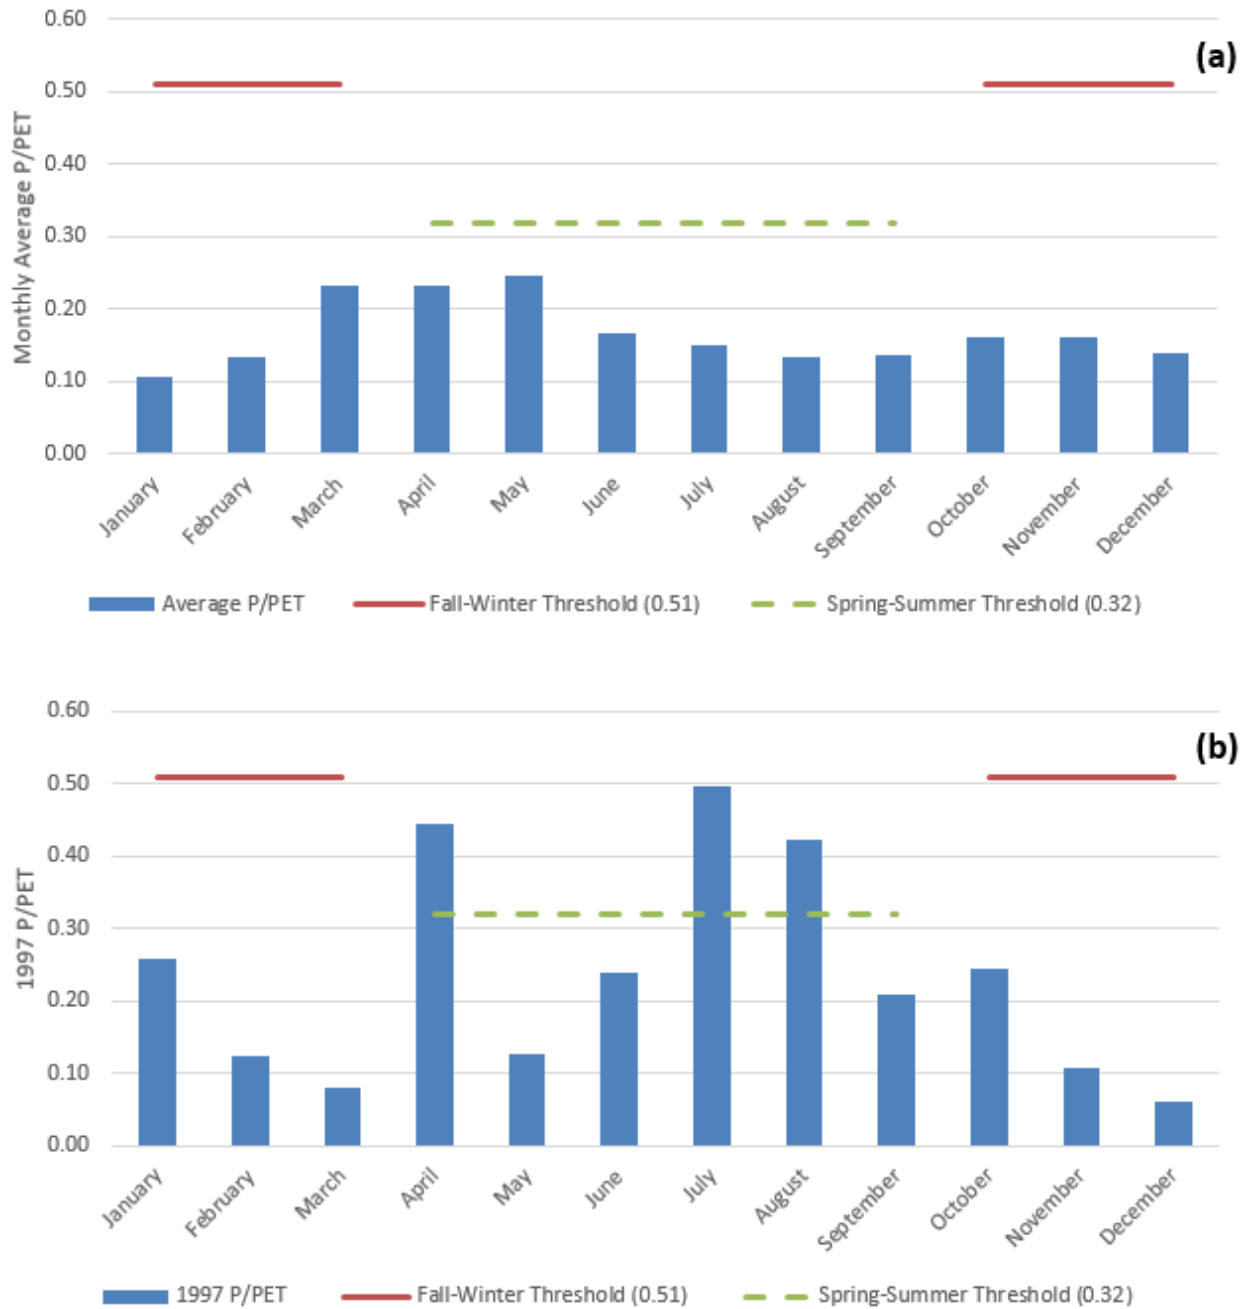 0.60
(a)
0.50
0.40
0.30
0.20
0.10
0.00
Monthly Average P/PET
January
February
March
April
May
June
July
August
September
October
November
December
Average P/PET
Fall-Winter Threshold (0.51)
Spring-Summer Threshold (0.32)
0.60
(b)
0.50
0.40
0.30
0.20
0.10
0.00
1997 P/PET
January
February
March
April
May
June
July
August
September
October
November
December
1997 P/PET
Fall-Winter Threshold (0.51)
Spring-Summer Threshold (0.32)